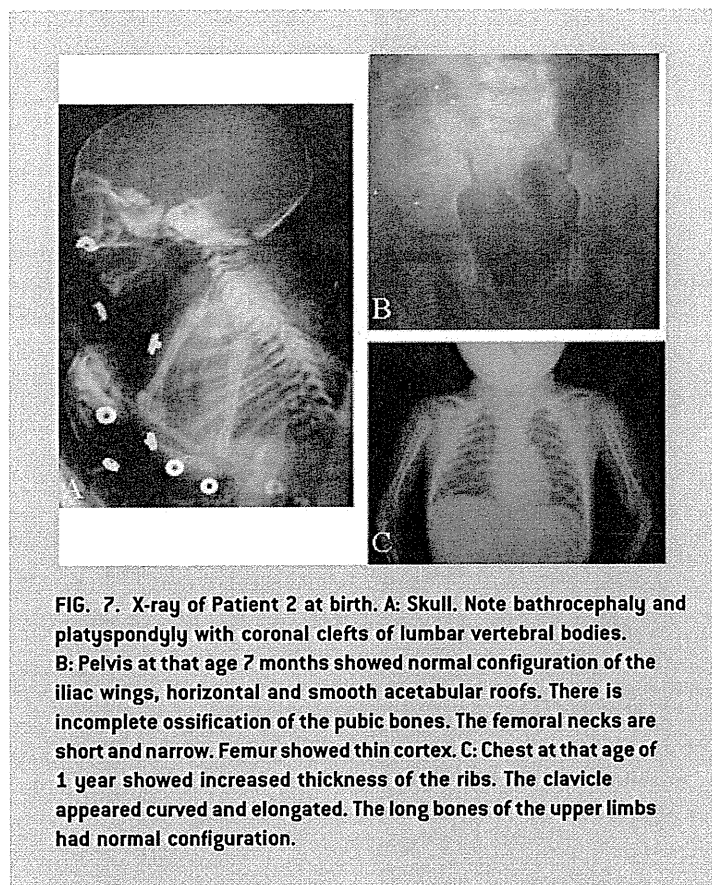 A
B
C
FIG. 7. X-ray of Patient 2 at birth. A: Skull. Note bathrocephaly and
platyspondyly with coronal clefts of lumbar vertebral bodies.
B: Pelvis at that age 7 months showed normal configuration of the
iliac wings, horizontal and smooth acetabular roofs. There is
incomplete ossification of the pubic bones. The femoral necks are
short and narrow. Femur showed thin cortex. C: Chest at that age of
1 year showed increased thickness of the ribs. The clavicle
appeared curved and elongated. The long bones of the upper limbs
had normal configuration.